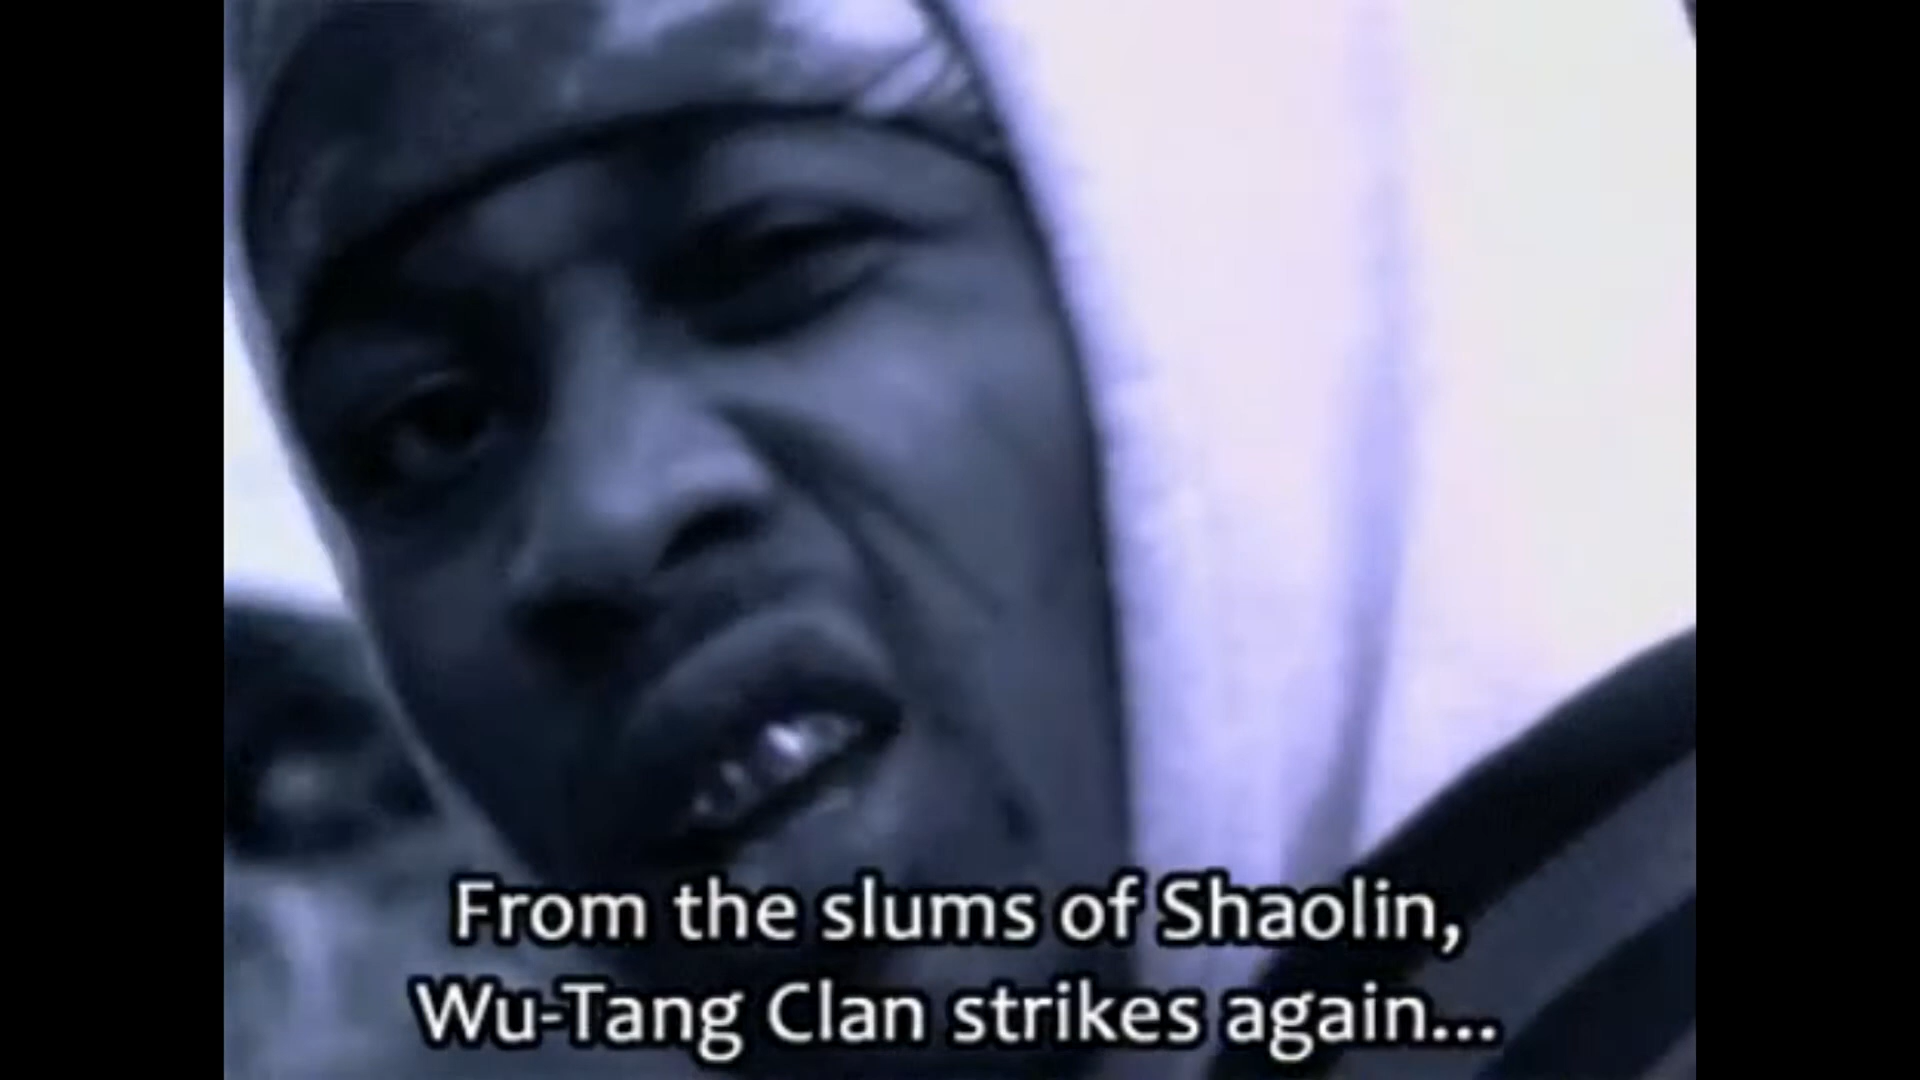 From the slums of Shaolin,
Wu-Tang Clan strikes again...